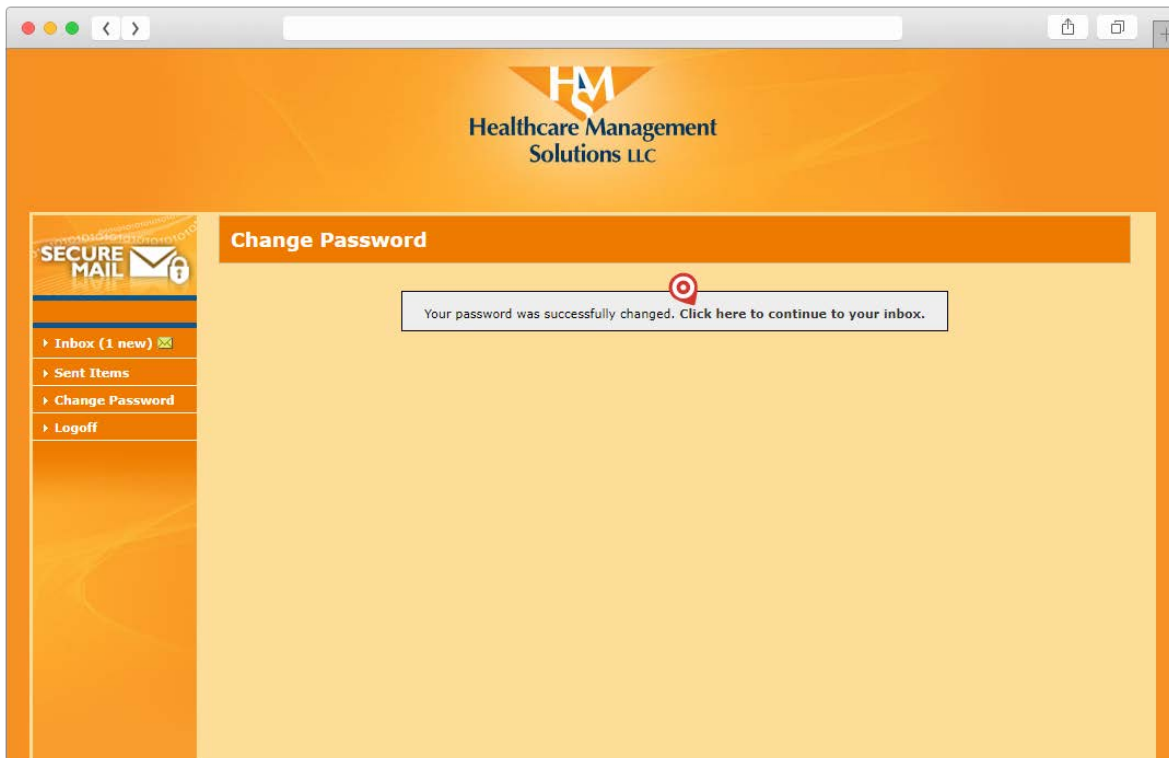 HMS
Healthcare Management
Solutions LLC
SECURE
MAIL
Change Password
Your password was successfully changed. Click here to continue to your inbox.
Inbox (1 new)
Sent Items
Change Password
Logoff